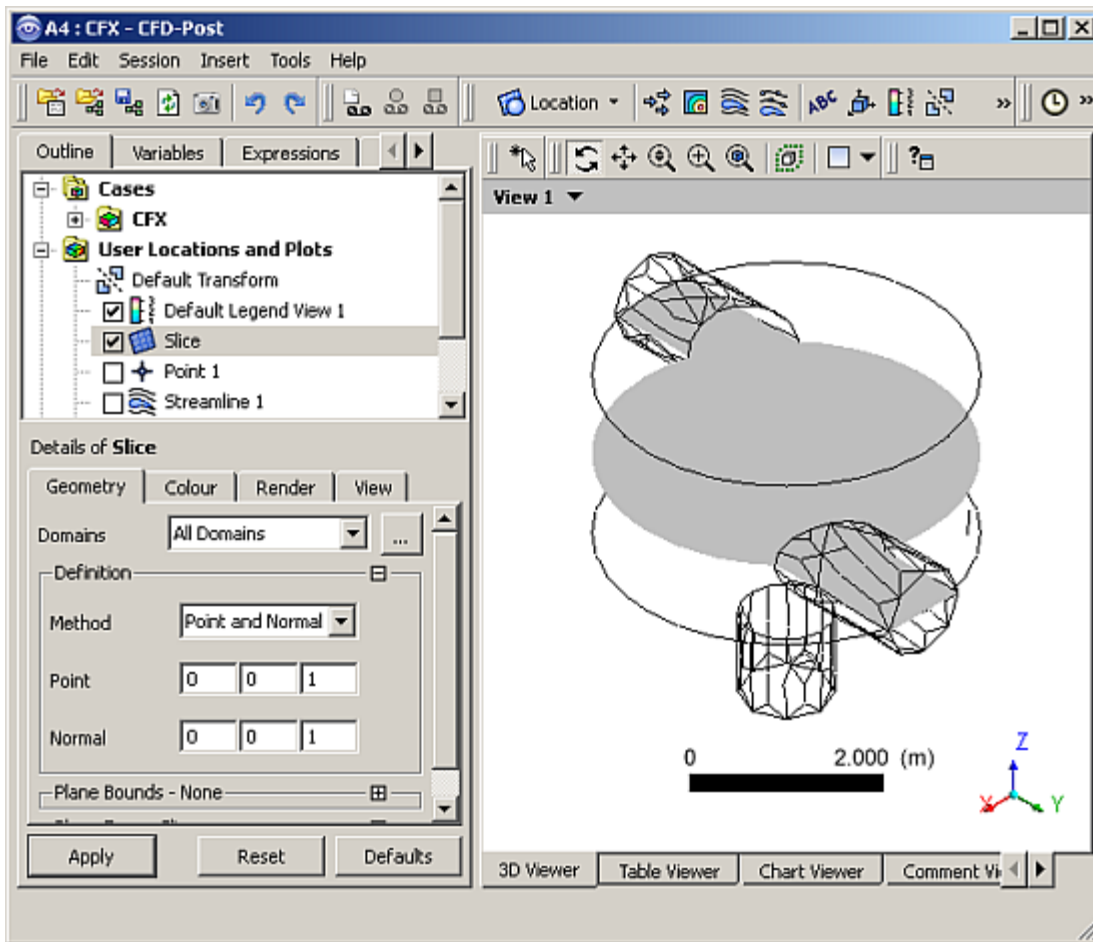 A4 : CFX - CFD-Post
File Edit Session Insert Tools Help
Location ABC
Outline Variables Expressions
Cases
CFX
User Locations and Plots
Default Transform
Default Legend View 1
Slice
Point 1
Streamline 1
Details of Slice
Geometry Colour Render View
Domains All Domains ...
Definition
Method Point and Normal
Point 0 0 1
Normal 0 0 1
Plane Bounds - None
Apply Reset Defaults
View 1
0 2.000 (m)
Z
X Y
3D Viewer Table Viewer Chart Viewer Comment